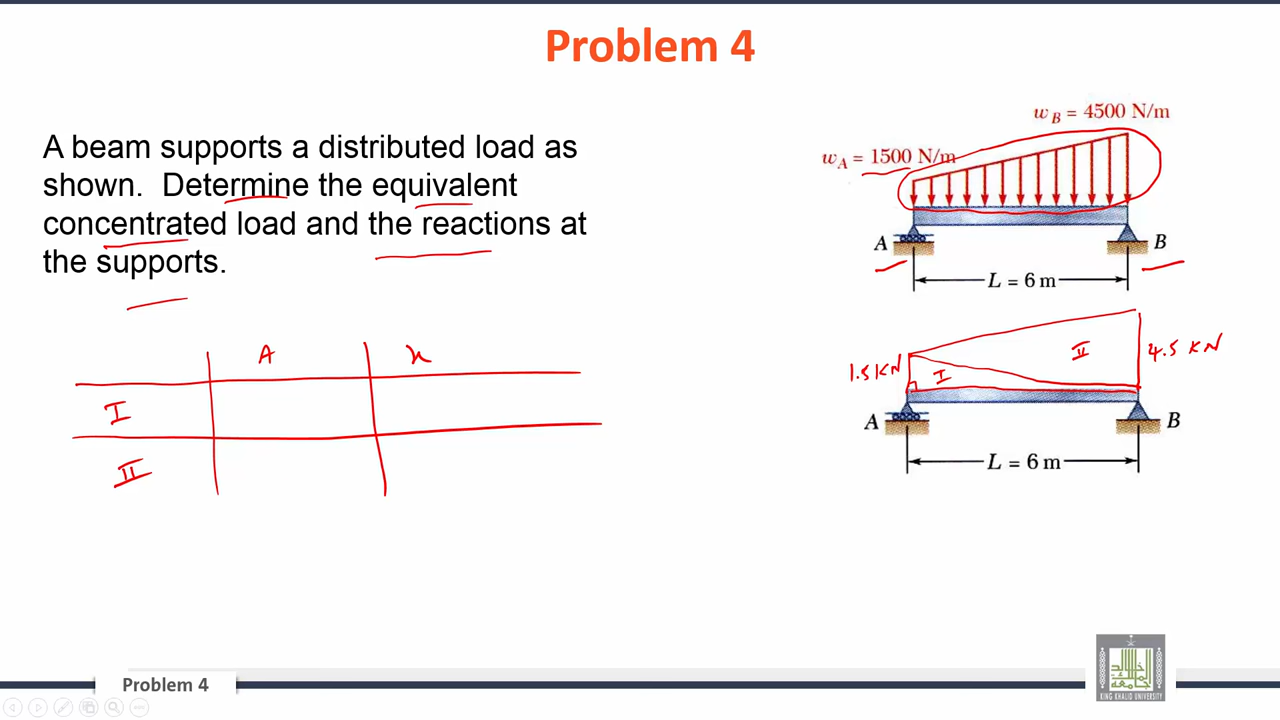 Problem 4
A beam supports a distributed load as
shown. Determine the equivalent
concentrated load and the reactions at
the supports.
w_B = 4500 N/m
w_A = 1500 N/m
A
B
L = 6 m
A x
I
II
1.5 KN
I
II
4.5 KN
A
B
L = 6 m
KING KHALID UNIVERSITY
Problem 4